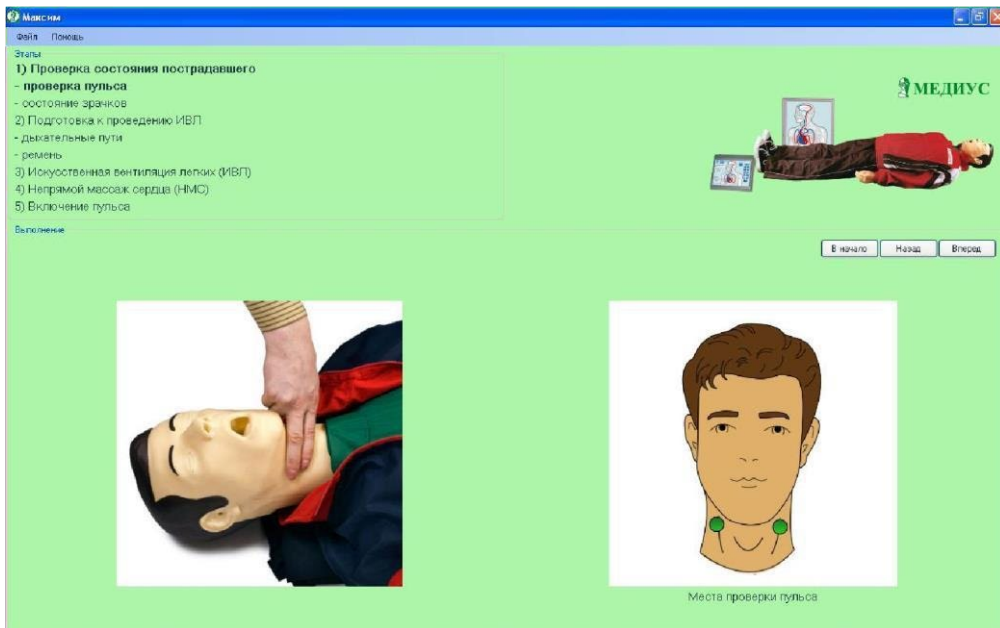 Максим
Файл Помощь
Этапы
1) Проверка состояния пострадавшего
- проверка пульса
- состояние зрачков
2) Подготовка к проведению ИВЛ
- дыхательные пути
- ремень
3) Искусственная вентиляция легких (ИВЛ)
4) Непрямой массаж сердца (НМС)
5) Включение пульса
МЕДИУС
Выполнение
В начало Назад Вперед
Места проверки пульса